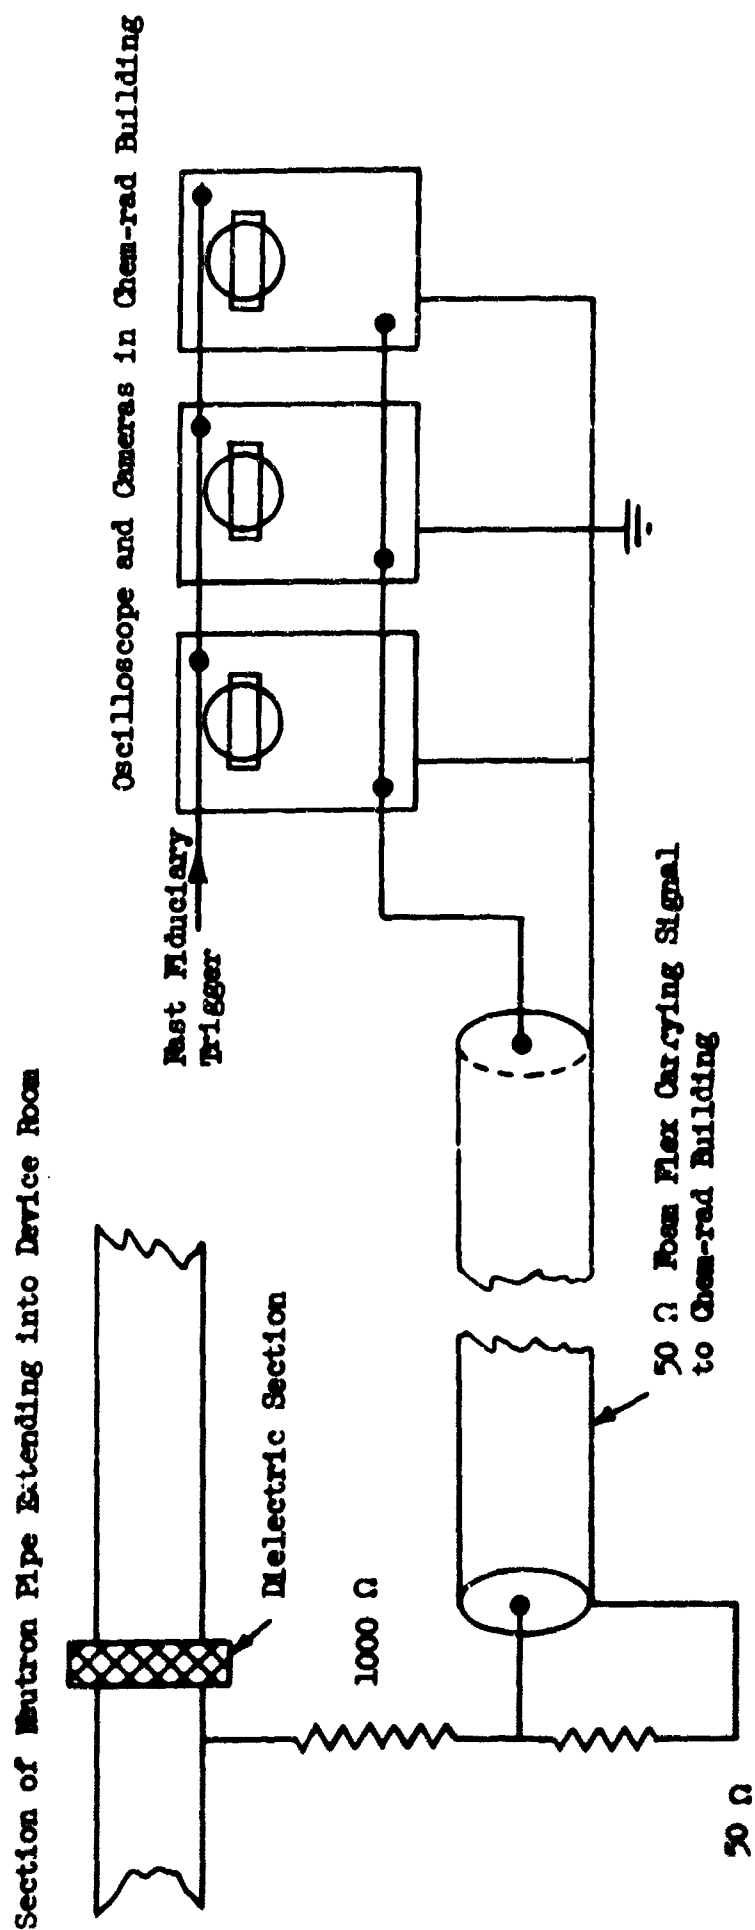 Section of Neutron Pipe Extending into Device Room
Dielectric Section
1000 Ω
50 Ω
50 Ω Foam Flex Carrying Signal
to Chem-rad Building
Fast Fiduciary
Trigger
Oscilloscope and Cameras in Chem-rad Building